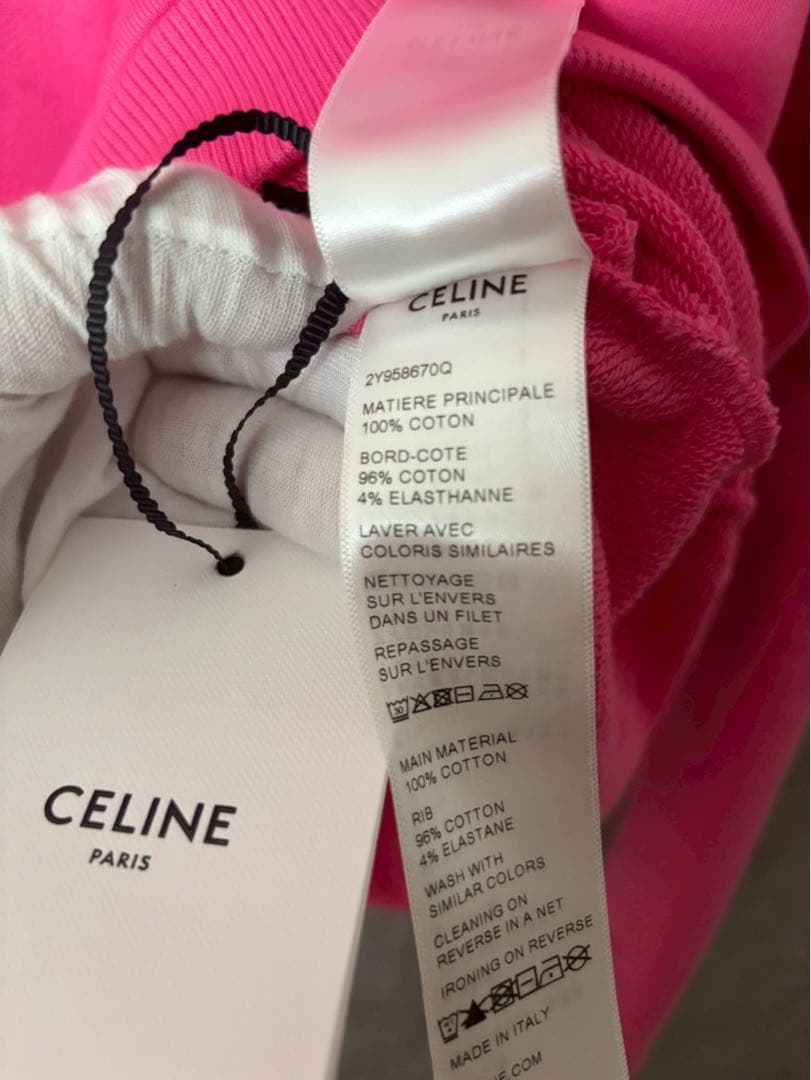 CELINE
PARIS
2Y958670Q
MATIERE PRINCIPALE
100% COTON
BORD-COTE
96% COTON
4% ELASTHANNE
LAVER AVEC
COLORIS SIMILAIRES
NETTOYAGE
SUR L'ENVERS
DANS UN FILET
REPASSAGE
SUR L'ENVERS
30
MAIN MATERIAL
100% COTTON
RIB
96% COTTON
4% ELASTANE
WASH WITH
SIMILAR COLORS
CLEANING ON
REVERSE IN A NET
IRONING ON REVERSE
MADE IN ITALY
CELINE
PARIS